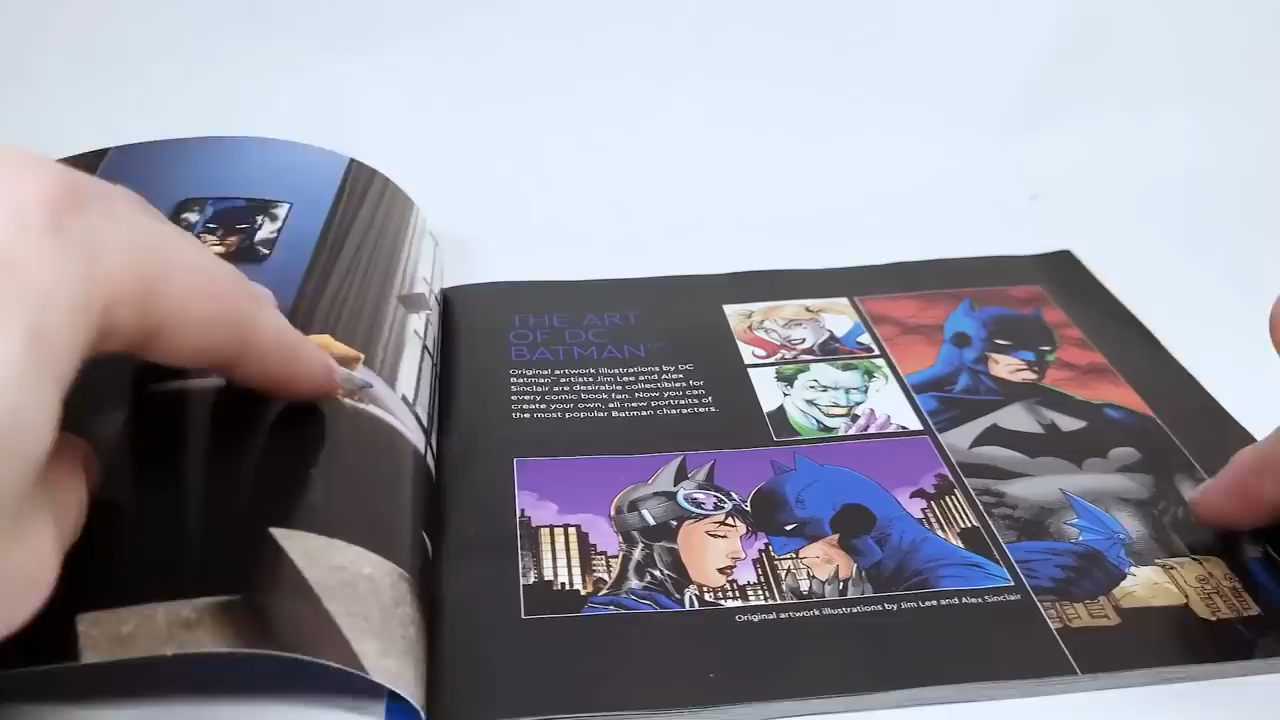 THE ART
OF DC
BATMAN™
Original artwork illustrations by DC
Batman™ artists Jim Lee and Alex
Sinclair are desirable collectibles for
every comic book fan. Now you can
create your own, all-new portraits of
the most popular Batman characters.
Original artwork illustrations by Jim Lee and Alex Sinclair